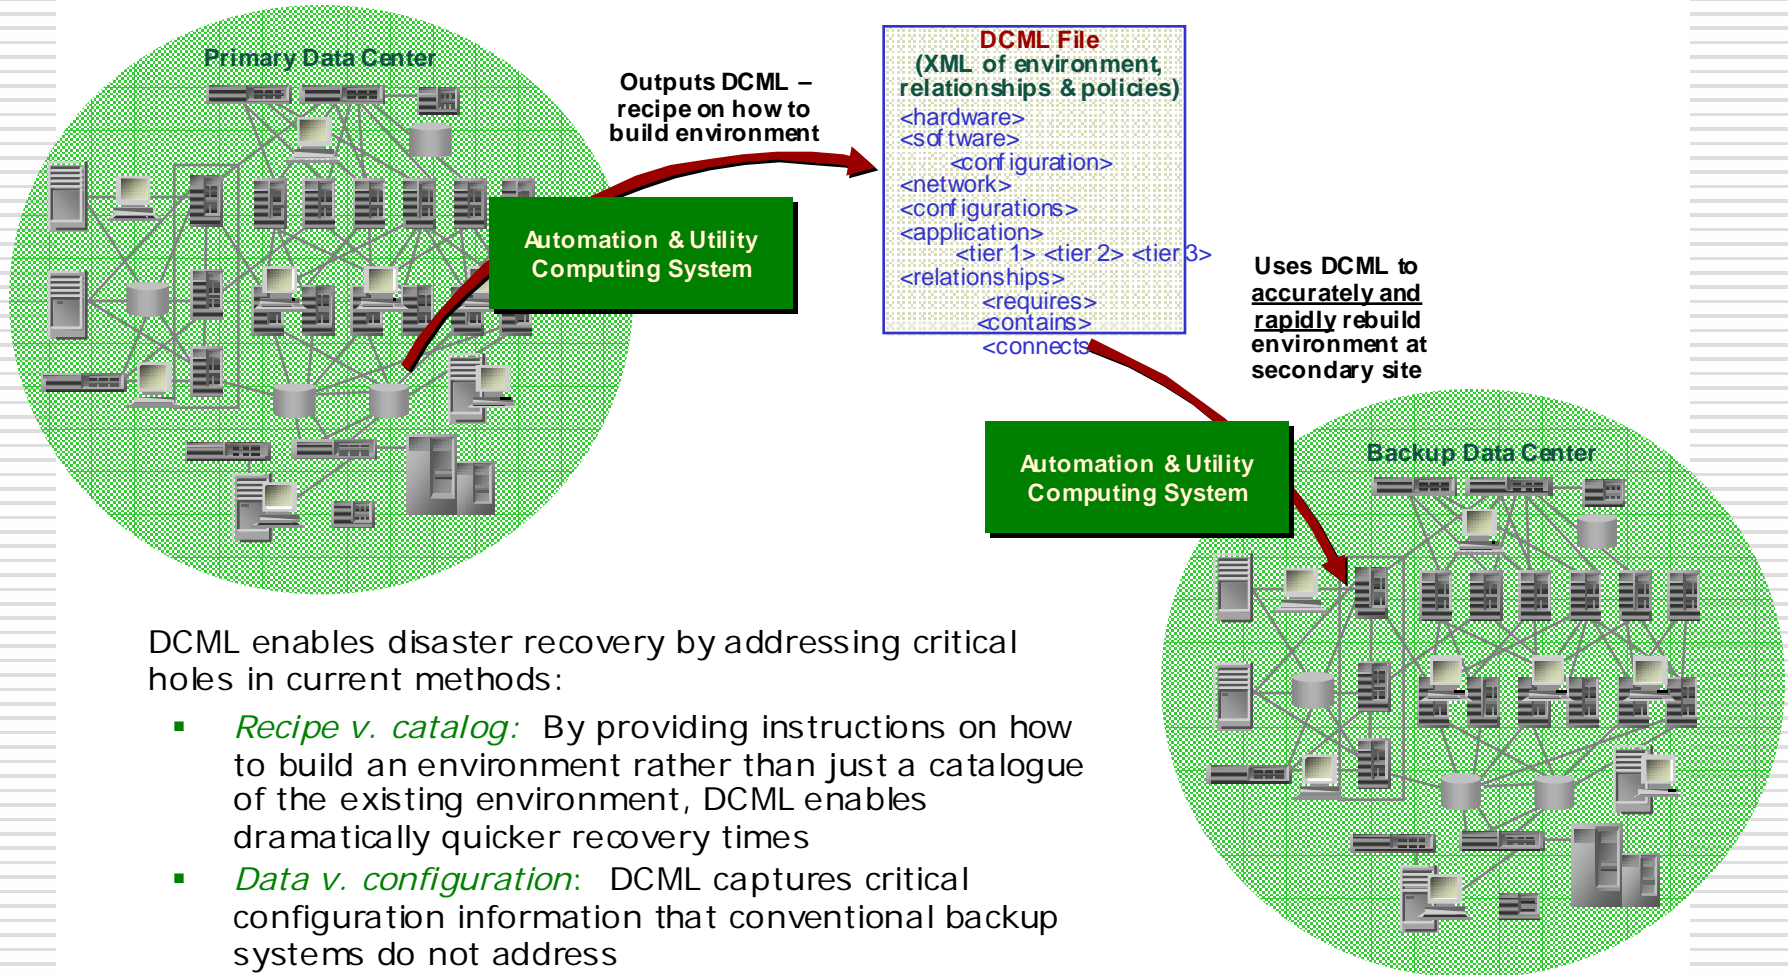 Primary Data Center
Outputs DCML –
recipe on how to
build environment
Automation & Utility
Computing System
DCML File
(XML of environment,
relationships & policies)
<hardware>
<software>
<configuration>
<network>
<configurations>
<application>
<tier 1> <tier 2> <tier 3>
<relationships>
<requires>
<contains>
<connects
Uses DCML to
accurately and
rapidly rebuild
environment at
secondary site
Automation & Utility
Computing System
Backup Data Center
DCML enables disaster recovery by addressing critical
holes in current methods:
▪ Recipe v. catalog: By providing instructions on how
to build an environment rather than just a catalogue
of the existing environment, DCML enables
dramatically quicker recovery times
▪ Data v. configuration: DCML captures critical
configuration information that conventional backup
systems do not address